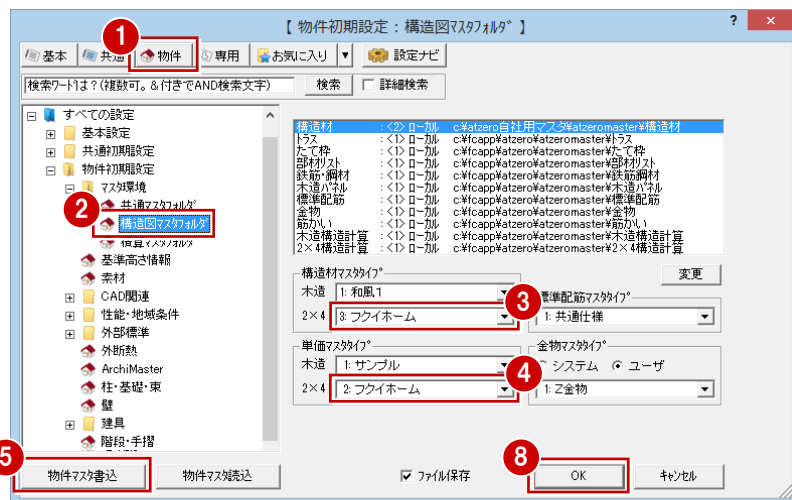 【 物件初期設定：構造図ﾏｽﾀﾌｫﾙﾀﾞ 】
? ×
1
基本 共通 物件 専用 お気に入り ▼ 設定ナビ
検索ﾜｰﾄﾞは?(複数可。&付きでAND検索文字) 検索 詳細検索
すべての設定
基本設定
共通初期設定
物件初期設定
ﾏｽﾀ環境
共通ﾏｽﾀﾌｫﾙﾀﾞ
2
構造図ﾏｽﾀﾌｫﾙﾀﾞ
積算ﾏｽﾀﾌｫﾙﾀﾞ
基準高さ情報
素材
CAD関連
性能・地域条件
外部標準
外断熱
ArchiMaster
柱・基礎・束
壁
建具
階段・手摺
構造材 :<2> ﾛｰｶﾙ c:¥atzero自社用マスタ¥atzeromaster¥構造材
ﾄﾗｽ :<1> ﾛｰｶﾙ c:¥fcapp¥atzero¥atzeromaster¥ﾄﾗｽ
たて枠 :<1> ﾛｰｶﾙ c:¥fcapp¥atzero¥atzeromaster¥たて枠
部材ﾘｽﾄ :<1> ﾛｰｶﾙ c:¥fcapp¥atzero¥atzeromaster¥部材ﾘｽﾄ
鉄筋・鋼材 :<1> ﾛｰｶﾙ c:¥fcapp¥atzero¥atzeromaster¥鉄筋鋼材
木造ﾊﾟﾈﾙ :<1> ﾛｰｶﾙ c:¥fcapp¥atzero¥atzeromaster¥木造ﾊﾟﾈﾙ
標準配筋 :<1> ﾛｰｶﾙ c:¥fcapp¥atzero¥atzeromaster¥標準配筋
金物 :<1> ﾛｰｶﾙ c:¥fcapp¥atzero¥atzeromaster¥金物
筋かい :<1> ﾛｰｶﾙ c:¥fcapp¥atzero¥atzeromaster¥筋かい
木造構造計算 :<1> ﾛｰｶﾙ c:¥fcapp¥atzero¥atzeromaster¥木造構造計算
2×4構造計算 :<1> ﾛｰｶﾙ c:¥fcapp¥atzero¥atzeromaster¥2×4構造計算
変更
構造材ﾏｽﾀﾀｲﾌﾟ
木造 1: 和風1
2×4 3: フクイホーム
3
標準配筋ﾏｽﾀﾀｲﾌﾟ
1: 共通仕様
単価ﾏｽﾀﾀｲﾌﾟ
木造 1: サンプル
2×4 2: フクイホーム
4
金物ﾏｽﾀﾀｲﾌﾟ
システム ユーザ
1: Z金物
5
物件ﾏｽﾀ書込 物件ﾏｽﾀ読込 ﾌｧｲﾙ保存
8
OK ｷｬﾝｾﾙ